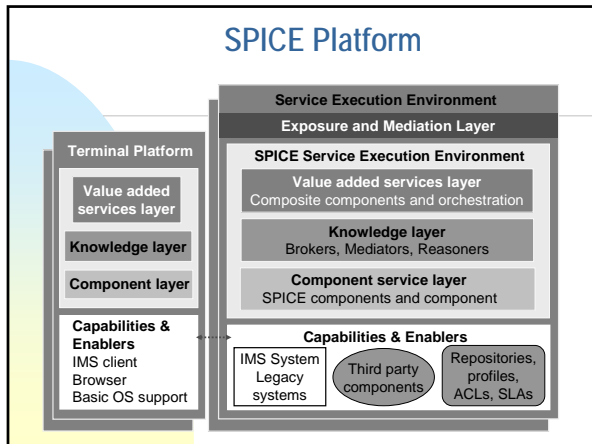 SPICE Platform
Terminal Platform
Value added
services layer
Knowledge layer
Component layer
Capabilities &
Enablers
IMS client
Browser
Basic OS support
Service Execution Environment
Exposure and Mediation Layer
SPICE Service Execution Environment
Value added services layer
Composite components and orchestration
Knowledge layer
Brokers, Mediators, Reasoners
Component service layer
SPICE components and component
Capabilities & Enablers
IMS System
Legacy
systems
Third party
components
Repositories,
profiles,
ACLs, SLAs